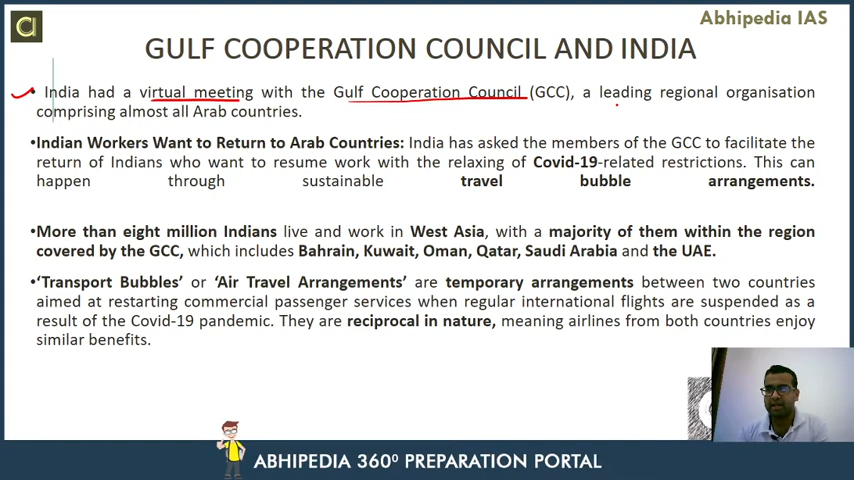 Abhipedia IAS
GULF COOPERATION COUNCIL AND INDIA
• India had a virtual meeting with the Gulf Cooperation Council (GCC), a leading regional organisation
comprising almost all Arab countries.
•Indian Workers Want to Return to Arab Countries: India has asked the members of the GCC to facilitate the
return of Indians who want to resume work with the relaxing of Covid-19-related restrictions. This can
happen through sustainable travel bubble arrangements.
•More than eight million Indians live and work in West Asia, with a majority of them within the region
covered by the GCC, which includes Bahrain, Kuwait, Oman, Qatar, Saudi Arabia and the UAE.
•‘Transport Bubbles’ or ‘Air Travel Arrangements’ are temporary arrangements between two countries
aimed at restarting commercial passenger services when regular international flights are suspended as a
result of the Covid-19 pandemic. They are reciprocal in nature, meaning airlines from both countries enjoy
similar benefits.
ABHIPEDIA 360⁰ PREPARATION PORTAL